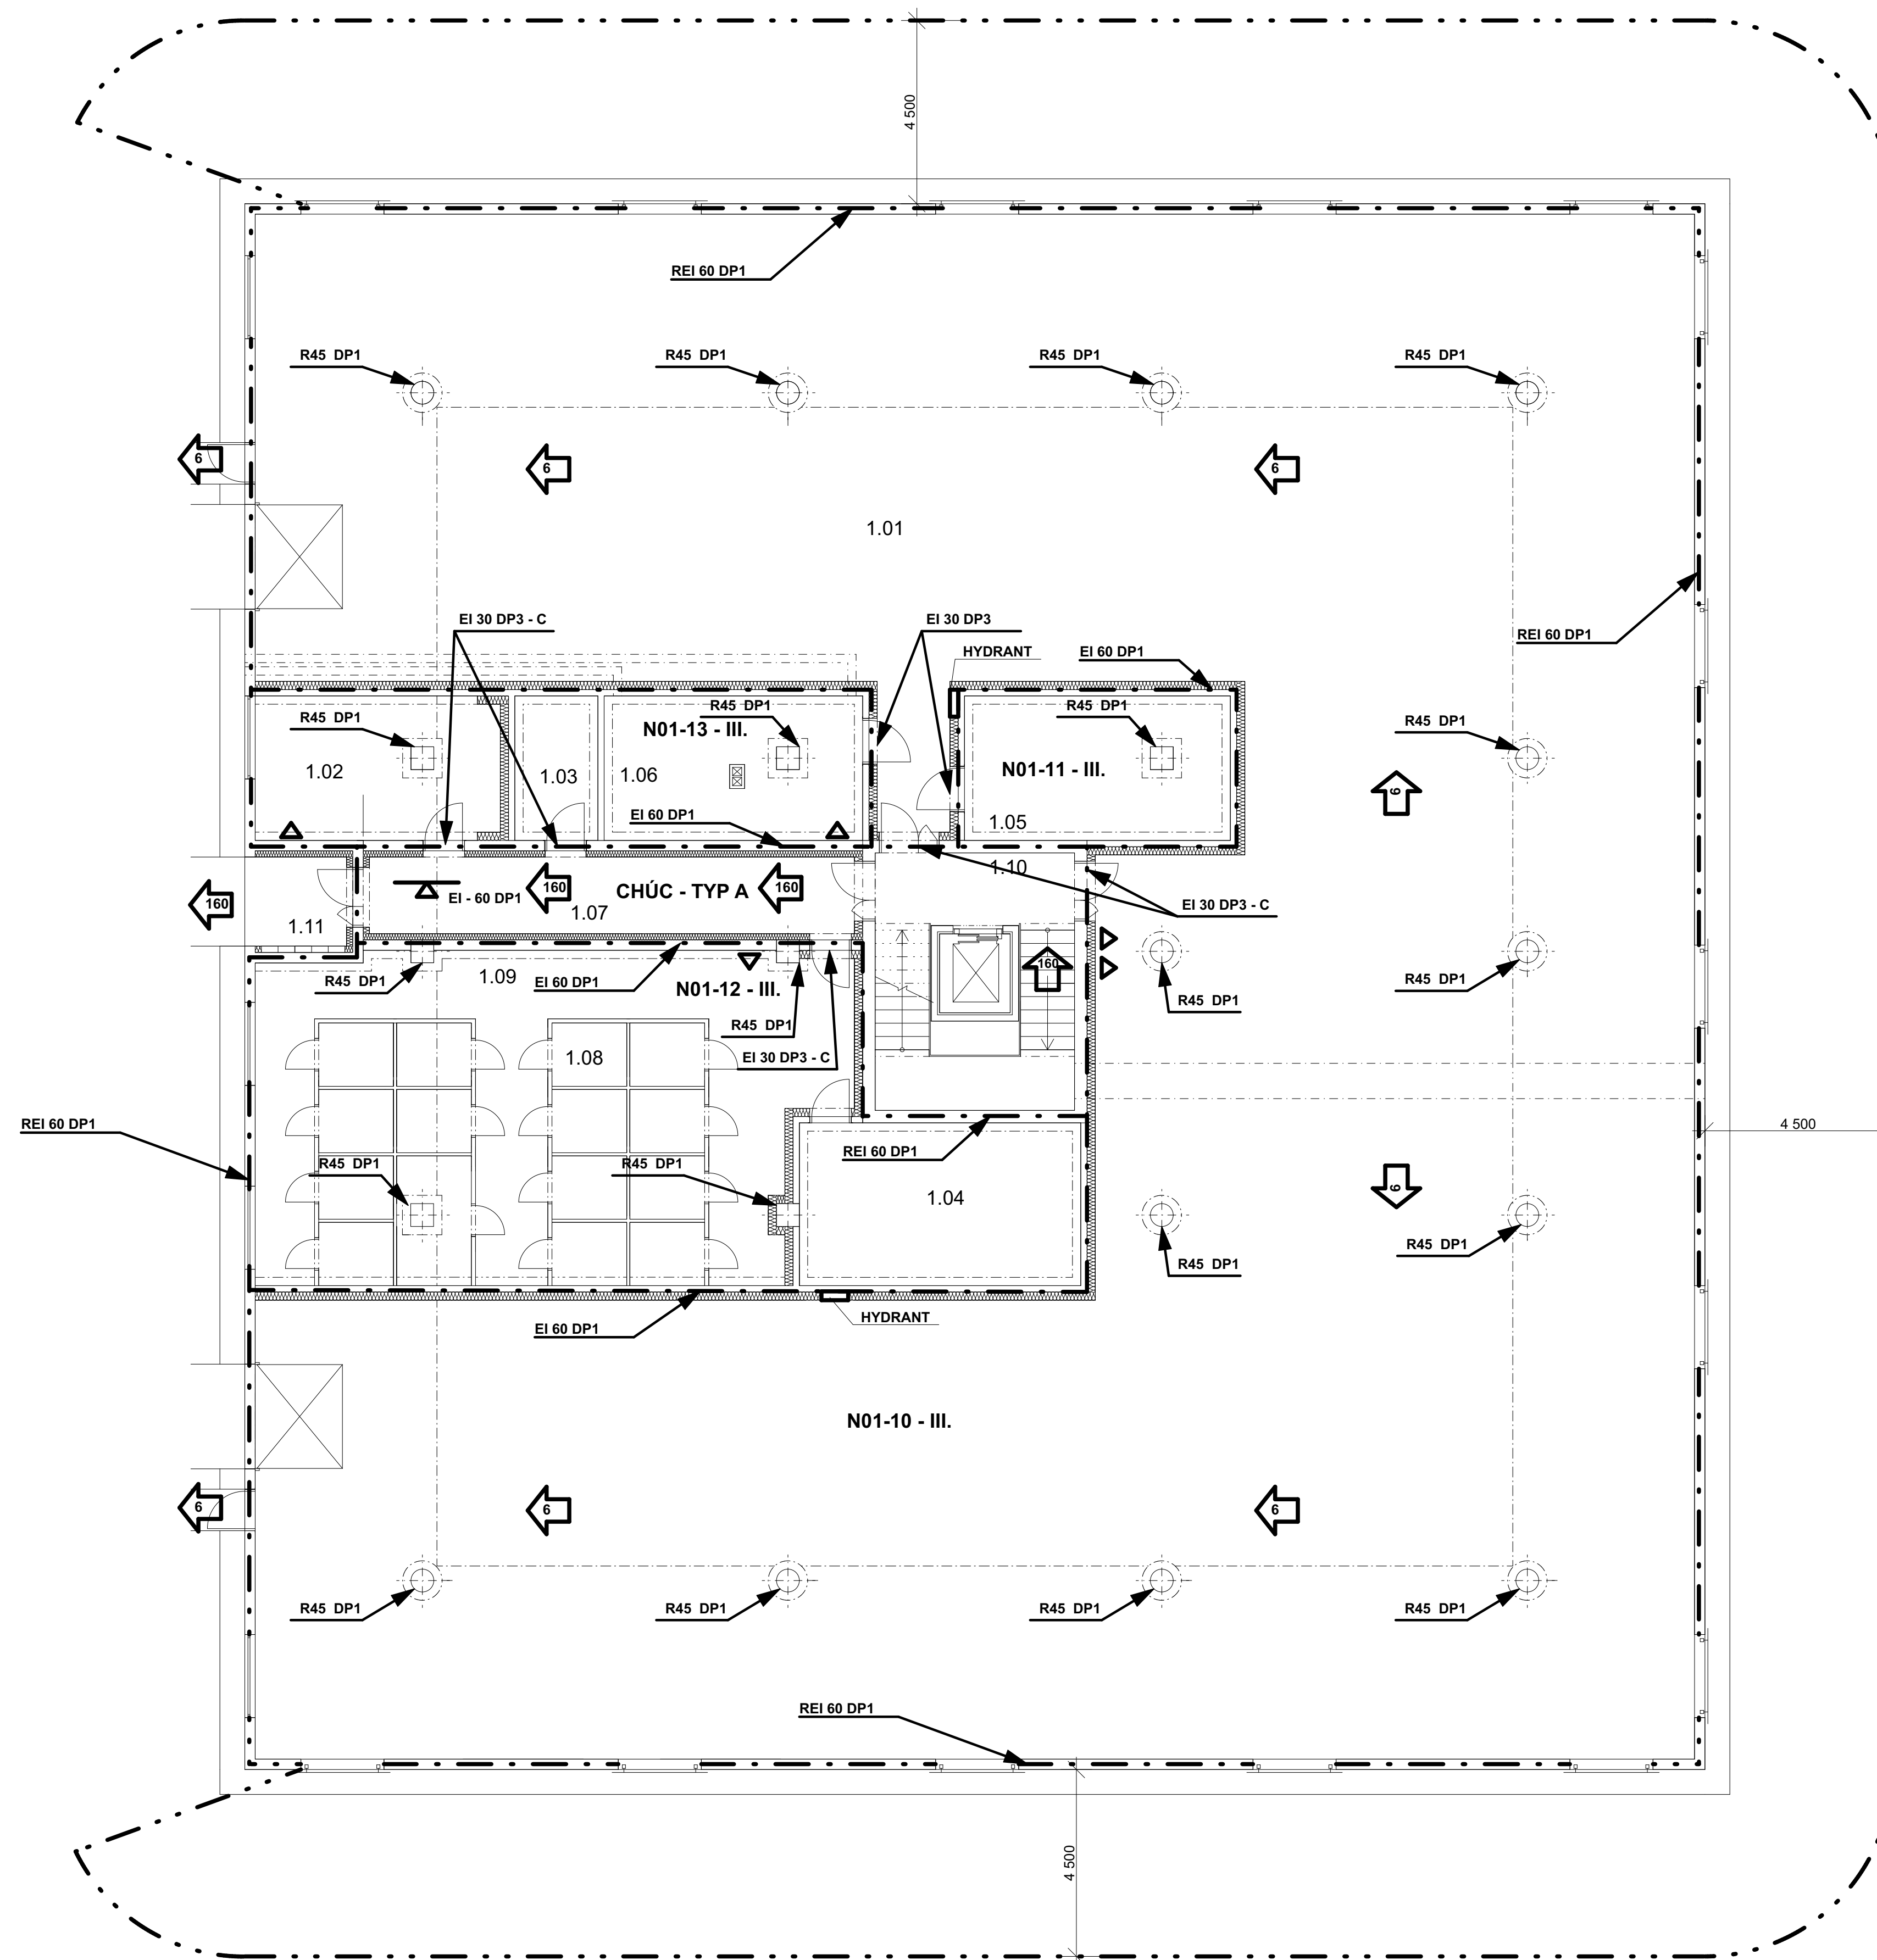 4 500
REI 60 DP1
R45 DP1
R45 DP1
R45 DP1
R45 DP1
6
6
6
1.01
EI 30 DP3 - C
EI 30 DP3
REI 60 DP1
HYDRANT
EI 60 DP1
R45 DP1
N01-13 - III.
R45 DP1
R45 DP1
R45 DP1
1.02
1.03
1.06
N01-11 - III.
6
EI 60 DP1
1.05
1.10
160
CHÚC - TYP A
160
EI - 60 DP1
160
1.07
EI 30 DP3 - C
1.11
160
R45 DP1
1.09
EI 60 DP1
N01-12 - III.
R45 DP1
R45 DP1
R45 DP1
1.08
EI 30 DP3 - C
REI 60 DP1
4 500
R45 DP1
R45 DP1
REI 60 DP1
1.04
6
R45 DP1
R45 DP1
EI 60 DP1
HYDRANT
N01-10 - III.
6
6
6
R45 DP1
R45 DP1
R45 DP1
R45 DP1
REI 60 DP1
4 500